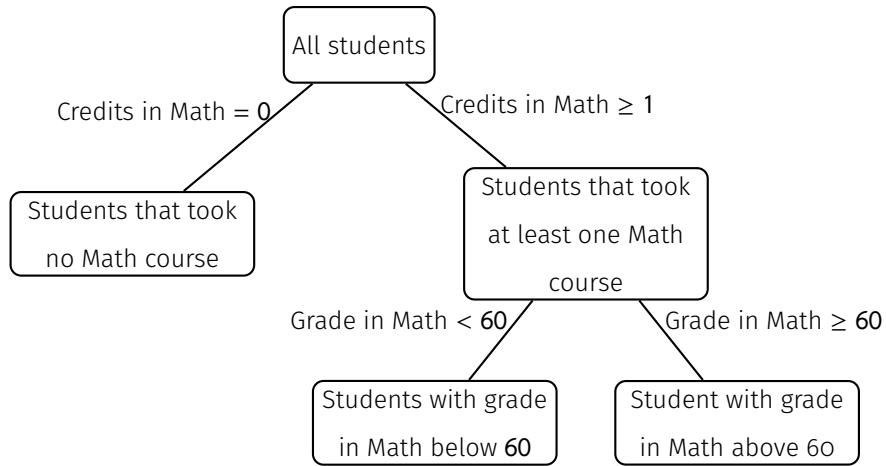 All students
Credits in Math = 0
Credits in Math ≥ 1
Students that took
no Math course
Students that took
at least one Math
course
Grade in Math < 60
Grade in Math ≥ 60
Students with grade
in Math below 60
Student with grade
in Math above 60